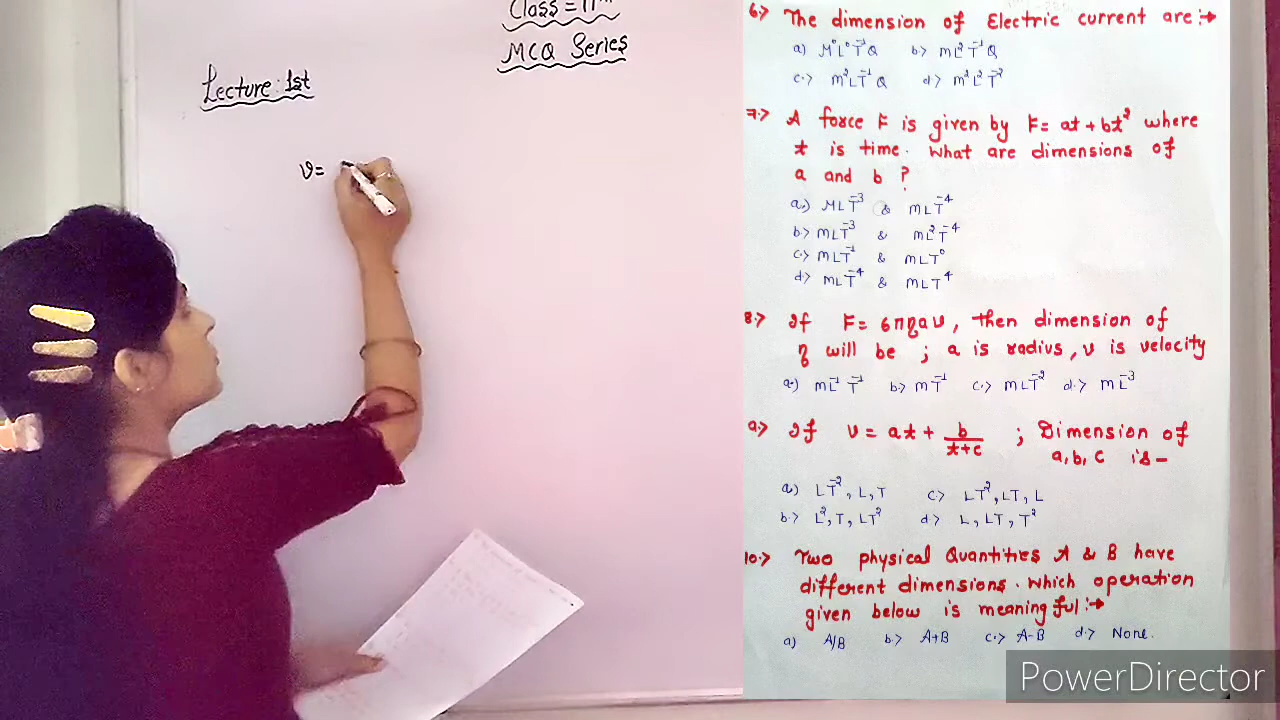 Class = 11th
MCQ Series
Lecture: 1st
v=
6.> The dimension of Electric current are:→
a) M⁰L⁰T⁻¹Q b> mL²T⁻¹Q
c.> m²LT⁻¹Q d> m²L²T⁻²
7.> A force F is given by F= at + bt² where
t is time. What are dimensions of
a and b ?
a.) MLT⁻³ & mLT⁻⁴
b.> mLT⁻³ & mL²T⁻⁴
c.> mLT⁻¹ & mLT⁰
d> mLT⁻⁴ & mLT⁴
8.> If F= 6πηav, then dimension of
η will be ; a is radius, v is velocity
a.) mL⁻¹T⁻¹ b> mT⁻¹ c.> mLT⁻² d.> mL⁻³
9.> If v = at + b/(t+c) ; Dimension of
a, b, c is-
a) LT⁻², L, T c.> LT², LT, L
b.> L², T, LT² d.> L, LT, T²
10.> Two physical Quantities A & B have
different dimensions. Which operation
given below is meaningful:→
a) A/B b.> A+B c.> A-B d.> None.
PowerDirector